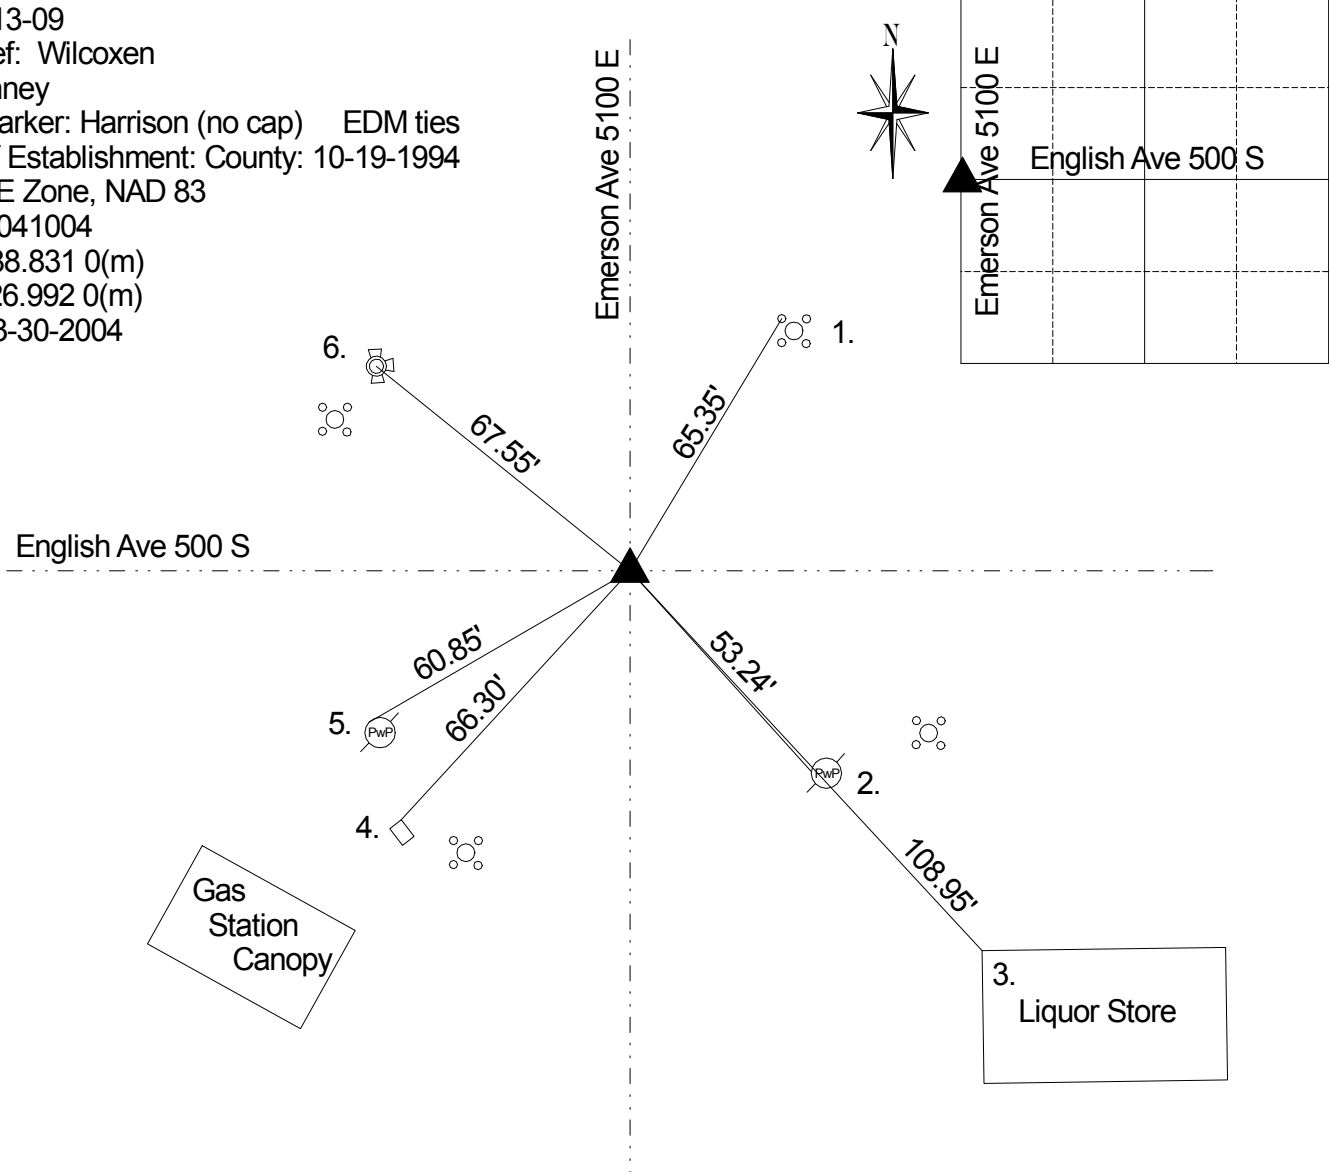 13-09
ef: Wilcoxen
nney
arker: Harrison (no cap) EDM ties
Establishment: County: 10-19-1994
E Zone, NAD 83
041004
38.831 0(m)
26.992 0(m)
3-30-2004
Emerson Ave 5100 E
N
Emerson Ave 5100 E
English Ave 500 S
6.
1.
67.55'
65.35'
English Ave 500 S
60.85'
66.30'
53.24'
5.
PwP
PwP
2.
4.
108.95'
Gas
Station
Canopy
3.
Liquor Store